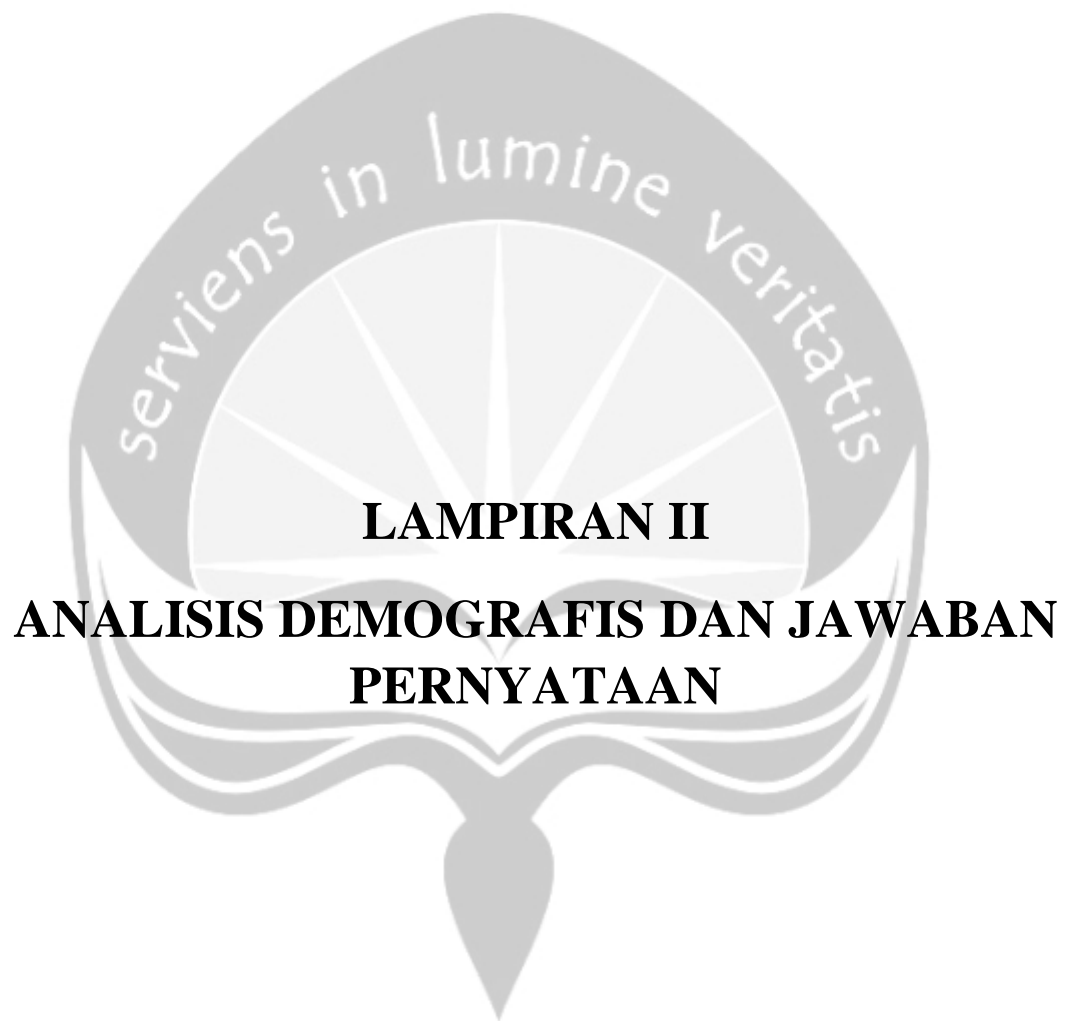 serviens in lumine veritatis
LAMPIRAN II
ANALISIS DEMOGRAFIS DAN JAWABAN
PERNYATAAN